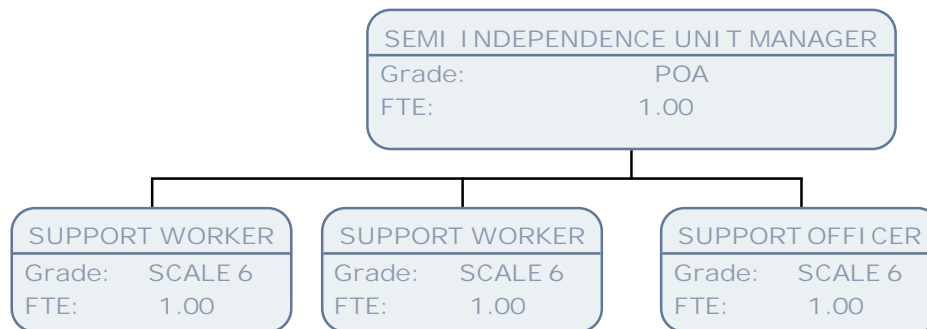 SEMI INDEPENDENCE UNIT MANAGER
Grade: POA
FTE: 1.00
SUPPORT WORKER
Grade: SCALE 6
FTE: 1.00
SUPPORT WORKER
Grade: SCALE 6
FTE: 1.00
SUPPORT OFFICER
Grade: SCALE 6
FTE: 1.00